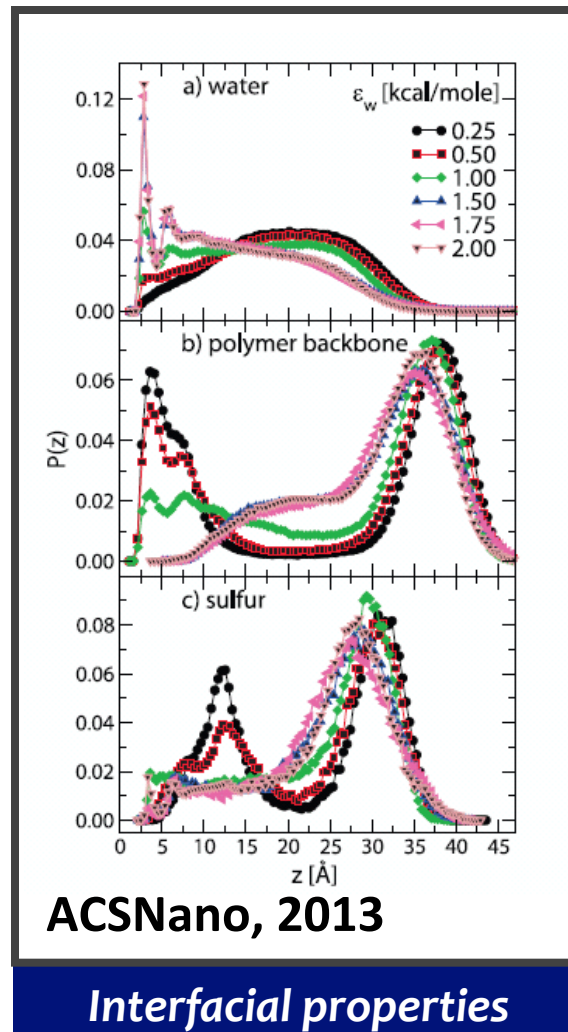 a) water
ε_w [kcal/mole]
0.25
0.50
1.00
1.50
1.75
2.00
0.12
0.08
0.04
0.00
b) polymer backbone
0.06
0.04
0.02
0.00
P(z)
c) sulfur
0.08
0.06
0.04
0.02
0.00
0 5 10 15 20 25 30 35 40 45
z [Å]
ACSNano, 2013
Interfacial properties